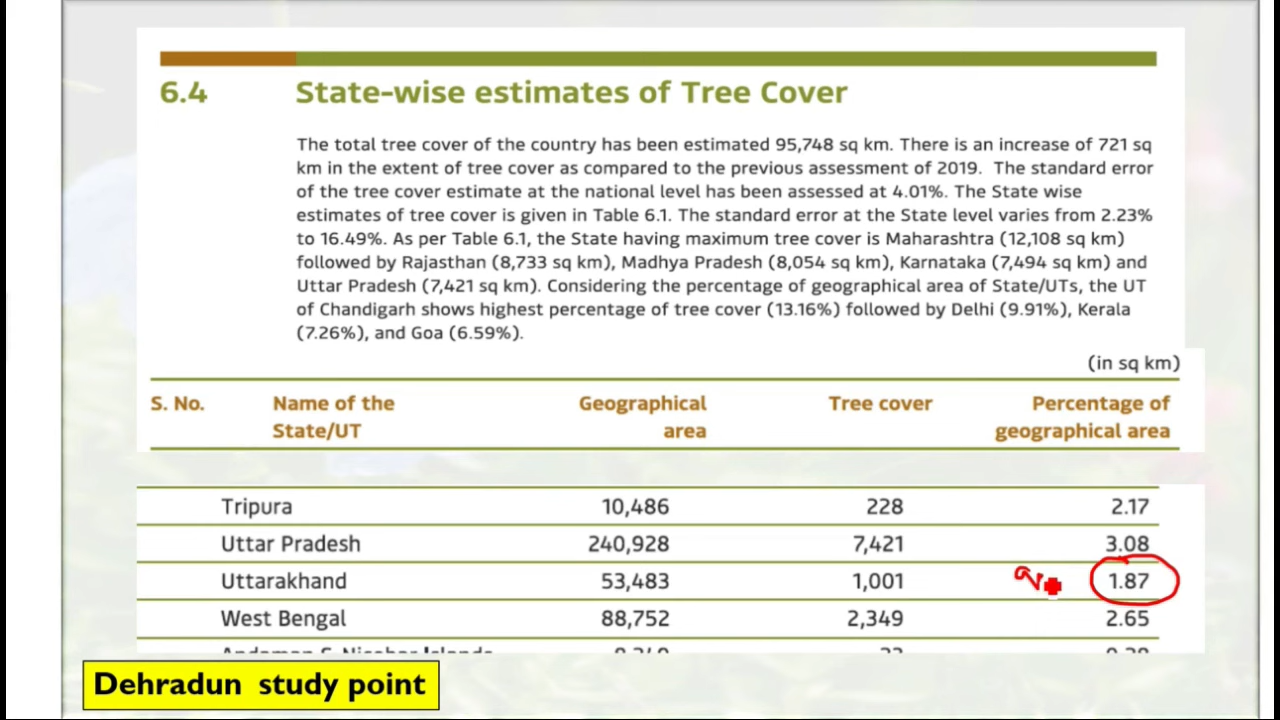 6.4 State-wise estimates of Tree Cover
The total tree cover of the country has been estimated 95,748 sq km. There is an increase of 721 sq
km in the extent of tree cover as compared to the previous assessment of 2019. The standard error
of the tree cover estimate at the national level has been assessed at 4.01%. The State wise
estimates of tree cover is given in Table 6.1. The standard error at the State level varies from 2.23%
to 16.49%. As per Table 6.1, the State having maximum tree cover is Maharashtra (12,108 sq km)
followed by Rajasthan (8,733 sq km), Madhya Pradesh (8,054 sq km), Karnataka (7,494 sq km) and
Uttar Pradesh (7,421 sq km). Considering the percentage of geographical area of State/UTs, the UT
of Chandigarh shows highest percentage of tree cover (13.16%) followed by Delhi (9.91%), Kerala
(7.26%), and Goa (6.59%).
(in sq km)
S. No. Name of the Geographical Tree cover Percentage of
State/UT area geographical area
Tripura 10,486 228 2.17
Uttar Pradesh 240,928 7,421 3.08
Uttarakhand 53,483 1,001 1.87
West Bengal 88,752 2,349 2.65
Dehradun study point